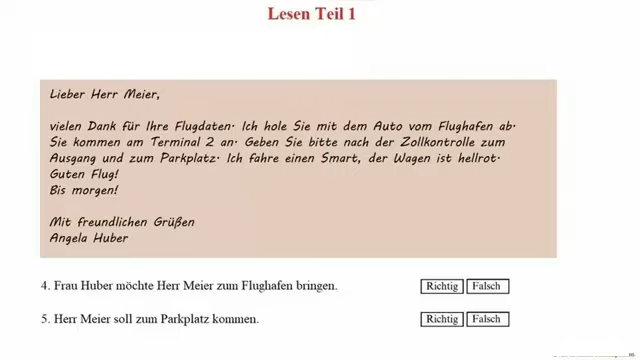 Lesen Teil 1
Lieber Herr Meier,
vielen Dank für Ihre Flugdaten. Ich hole Sie mit dem Auto vom Flughafen ab.
Sie kommen am Terminal 2 an. Geben Sie bitte nach der Zollkontrolle zum
Ausgang und zum Parkplatz. Ich fahre einen Smart, der Wagen ist hellrot.
Guten Flug!
Bis morgen!
Mit freundlichen Grüßen
Angela Huber
4. Frau Huber möchte Herr Meier zum Flughafen bringen. Richtig Falsch
5. Herr Meier soll zum Parkplatz kommen. Richtig Falsch